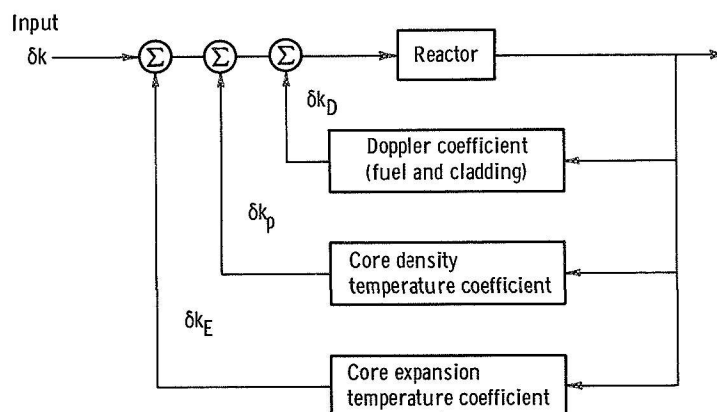 Input
δk
Σ
Σ
Σ
Reactor
δk_D
Doppler coefficient
(fuel and cladding)
δk_p
Core density
temperature coefficient
δk_E
Core expansion
temperature coefficient